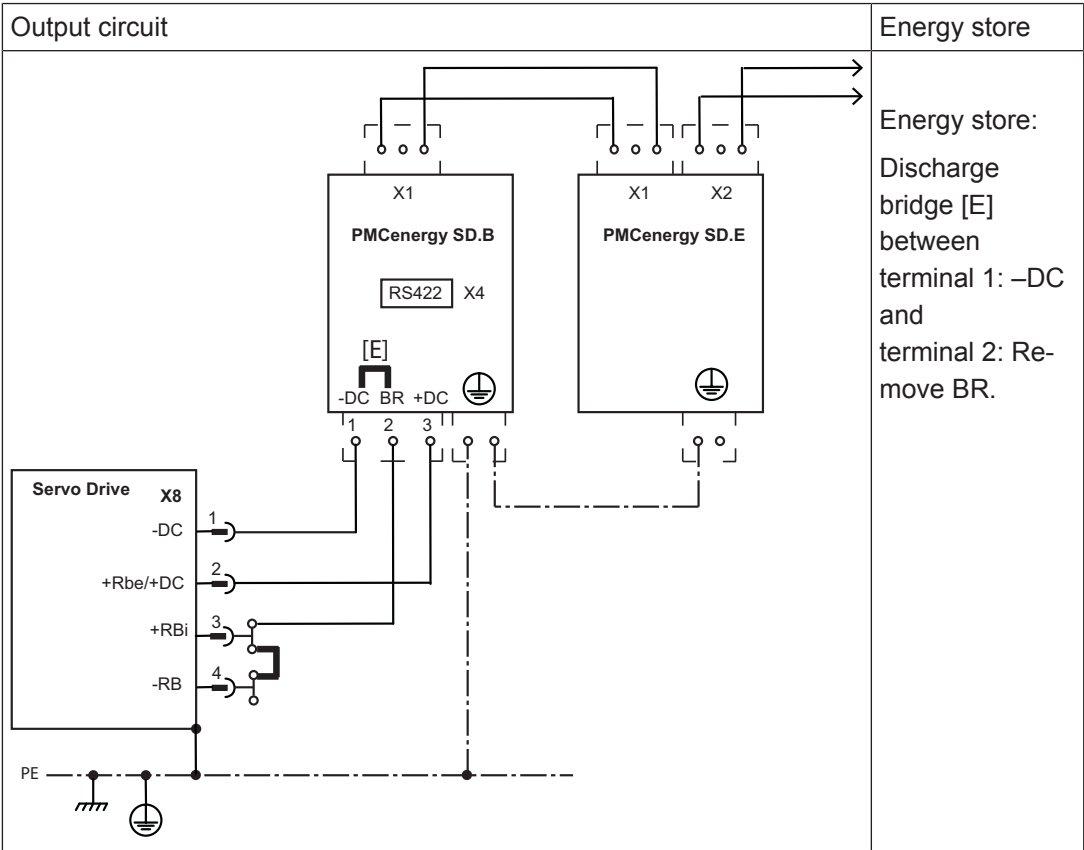 Output circuit
Energy store
Energy store:
Discharge
bridge [E]
between
terminal 1: –DC
and
terminal 2: Re-
move BR.
X1
X1 X2
PMCenergy SD.B
PMCenergy SD.E
RS422 X4
[E]
-DC BR +DC
1 2 3
Servo Drive X8
-DC 1
+Rbe/+DC 2
+RBi 3
-RB 4
PE